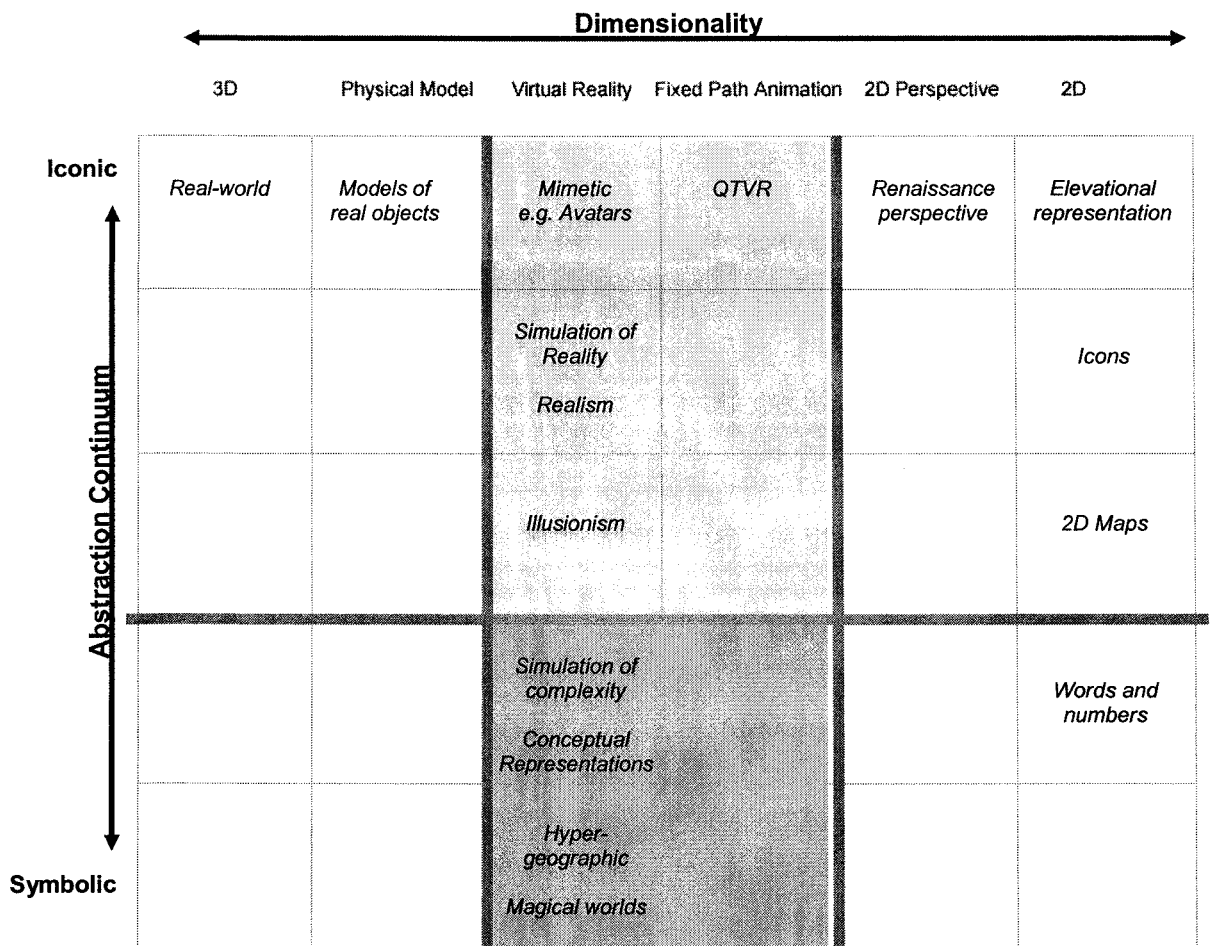 Dimensionality
3D
Physical Model
Virtual Reality
Fixed Path Animation
2D Perspective
2D
Iconic
Abstraction Continuum
Symbolic
Real-world
Models of
real objects
Mimetic
e.g. Avatars
QTVR
Renaissance
perspective
Elevational
representation
Simulation of
Reality
Realism
Icons
Illusionism
2D Maps
Simulation of
complexity
Conceptual
Representations
Words and
numbers
Hyper-
geographic
Magical worlds